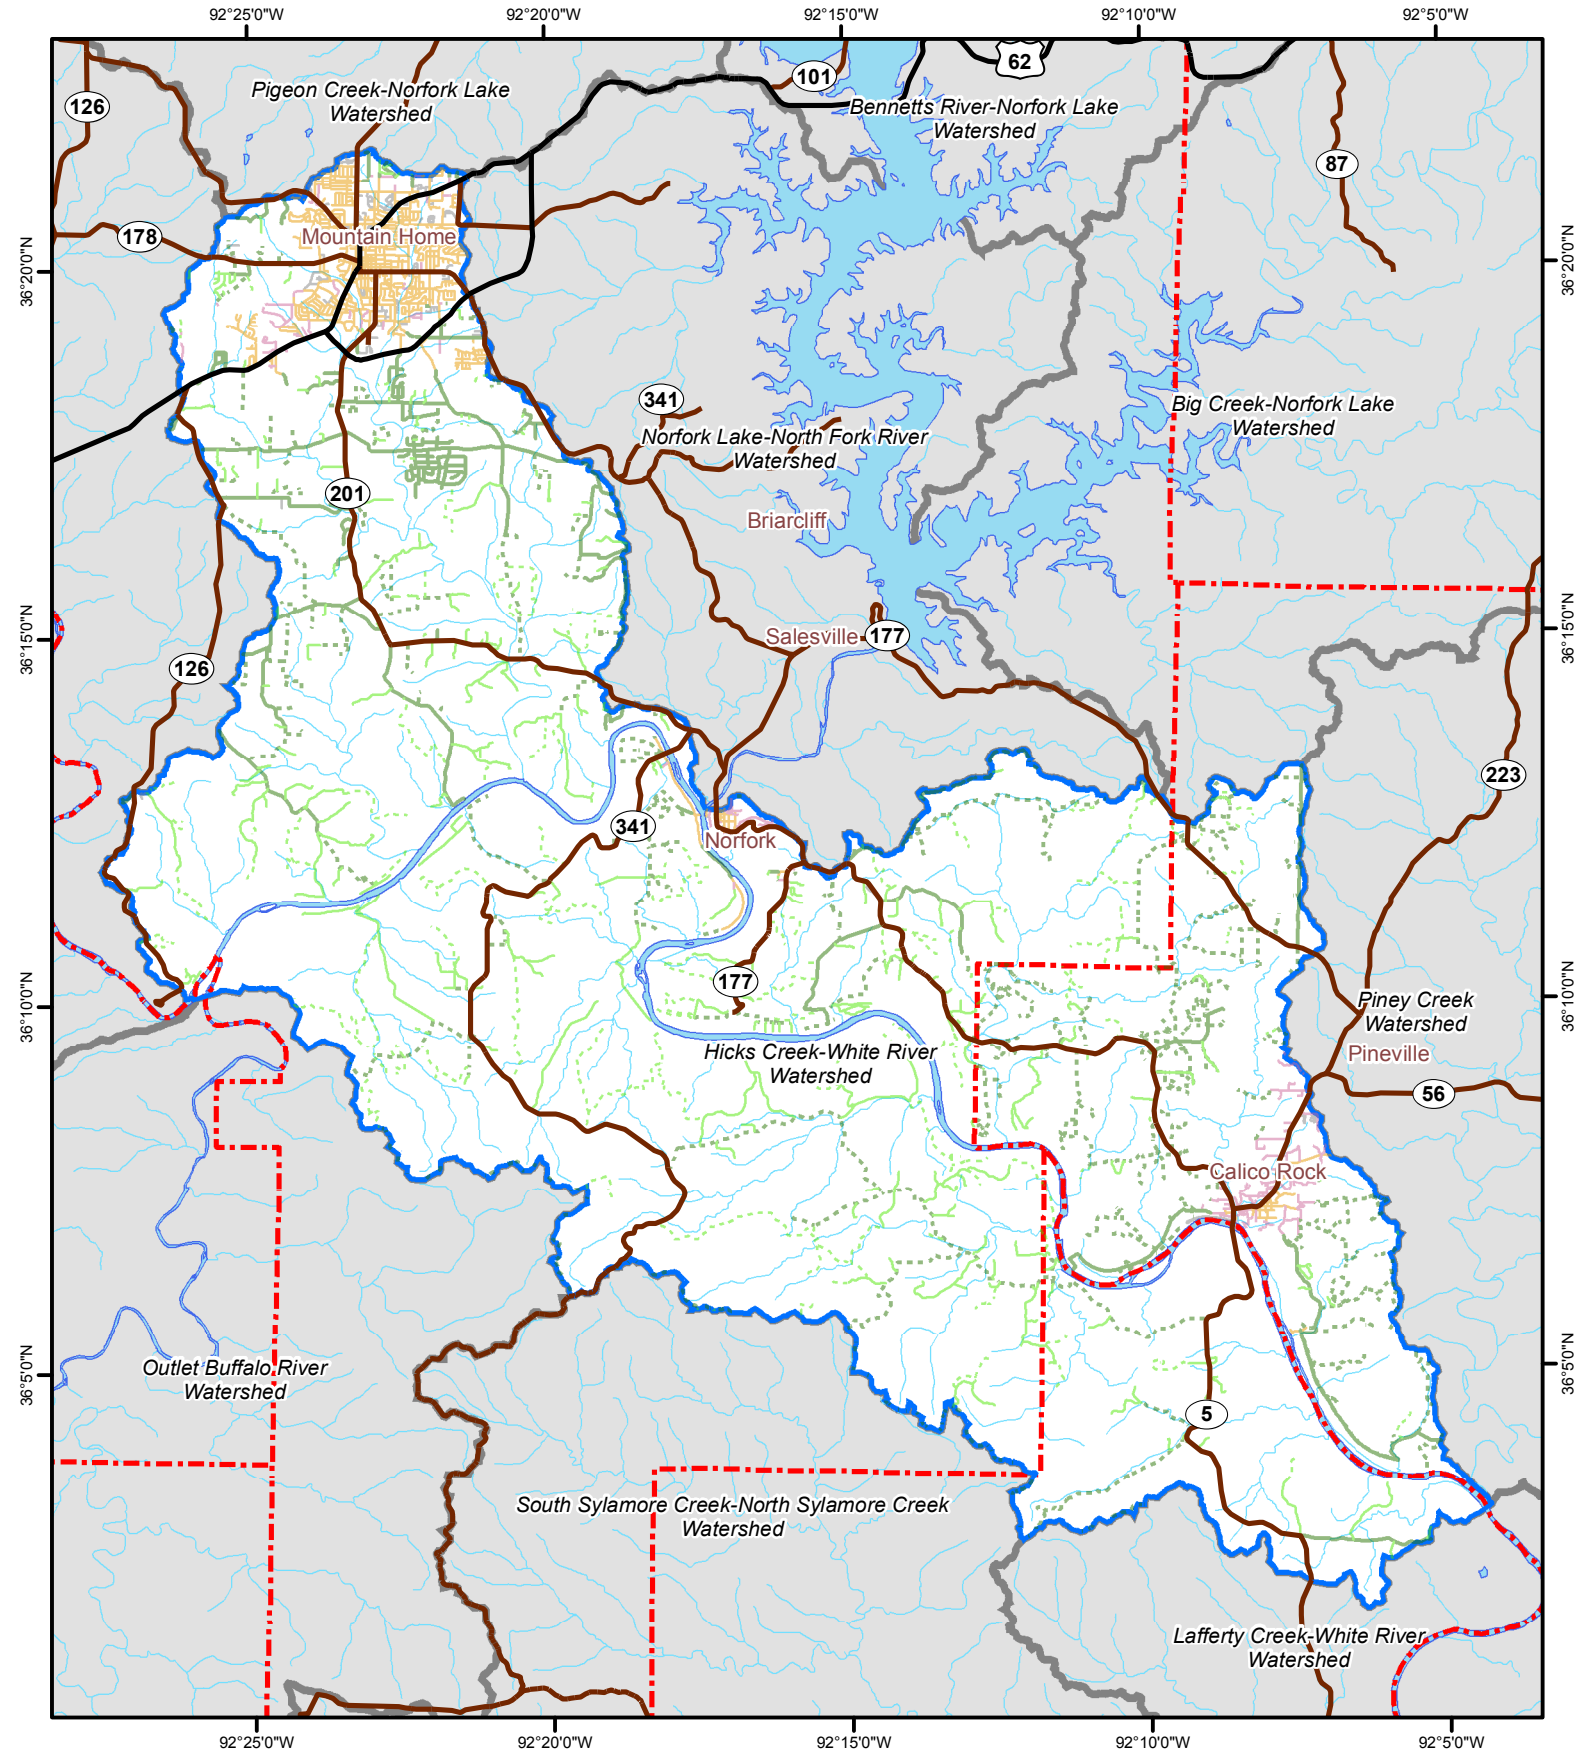 92°25'0"W
92°20'0"W
92°15'0"W
92°10'0"W
92°5'0"W
62
101
Pigeon Creek-Norfolk Lake
Watershed
126
Bennetts River-Norfork Lake
Watershed
87
178
Mountain Home
36°20'0"N
36°20'0"N
341
Big Creek-Norfork Lake
Watershed
Norfork Lake-North Fork River
Watershed
201
Briarcliff
Salesville
177
36°15'0"N
36°15'0"N
126
223
341
Norfork
177
36°10'0"N
36°10'0"N
Piney Creek
Watershed
Hicks Creek-White River
Watershed
Pineville
56
Calico Rock
Outlet Buffalo River
Watershed
36°5'0"N
36°5'0"N
5
South Sylamore Creek-North Sylamore Creek
Watershed
Lafferty Creek-White River
Watershed
92°25'0"W
92°20'0"W
92°15'0"W
92°10'0"W
92°5'0"W